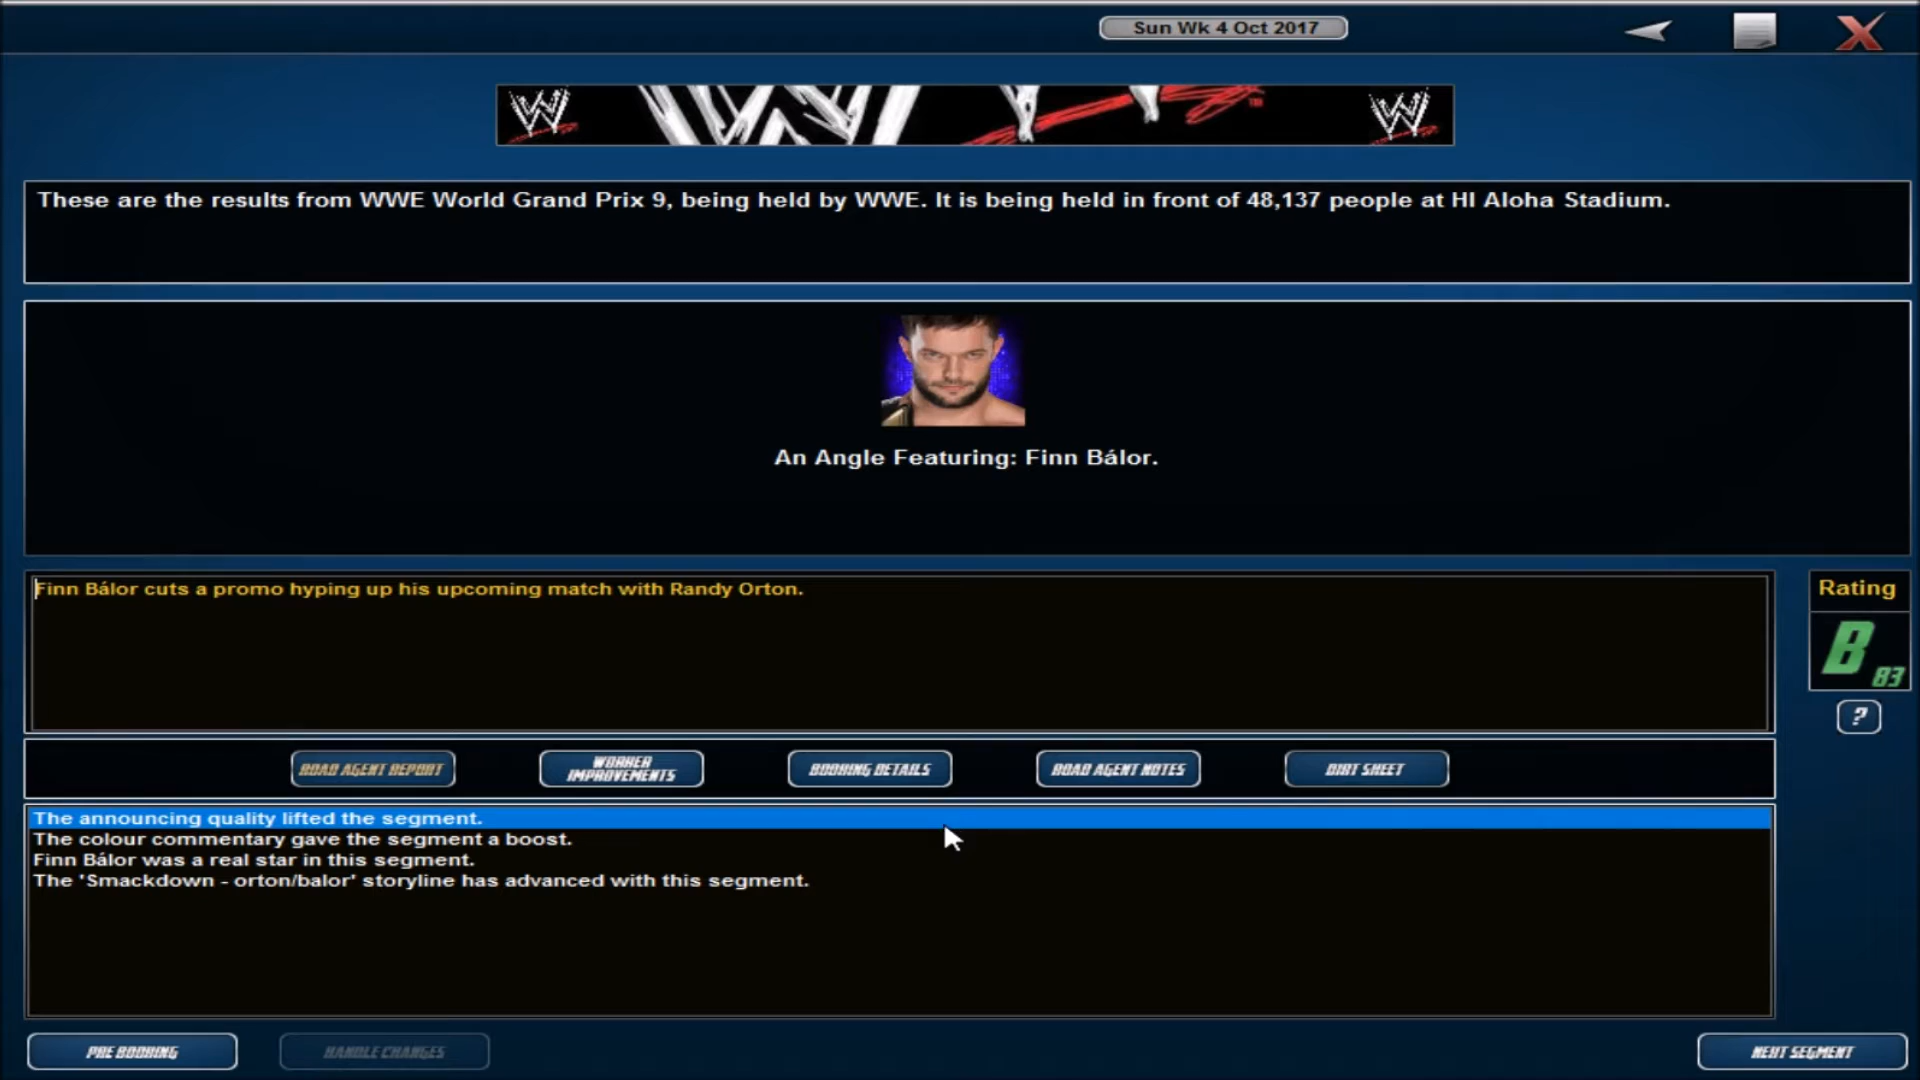 Sun Wk 4 Oct 2017
These are the results from WWE World Grand Prix 9, being held by WWE. It is being held in front of 48,137 people at HI Aloha Stadium.
An Angle Featuring: Finn Bálor.
Finn Bálor cuts a promo hyping up his upcoming match with Randy Orton.
Rating
B 83
?
ROAD AGENT REPORT
WORKER IMPROVEMENTS
BOOKING DETAILS
ROAD AGENT NOTES
DIRT SHEET
The announcing quality lifted the segment.
The colour commentary gave the segment a boost.
Finn Bálor was a real star in this segment.
The 'Smackdown - orton/balor' storyline has advanced with this segment.
PRE BOOKING
HANDLE CHANGES
NEXT SEGMENT